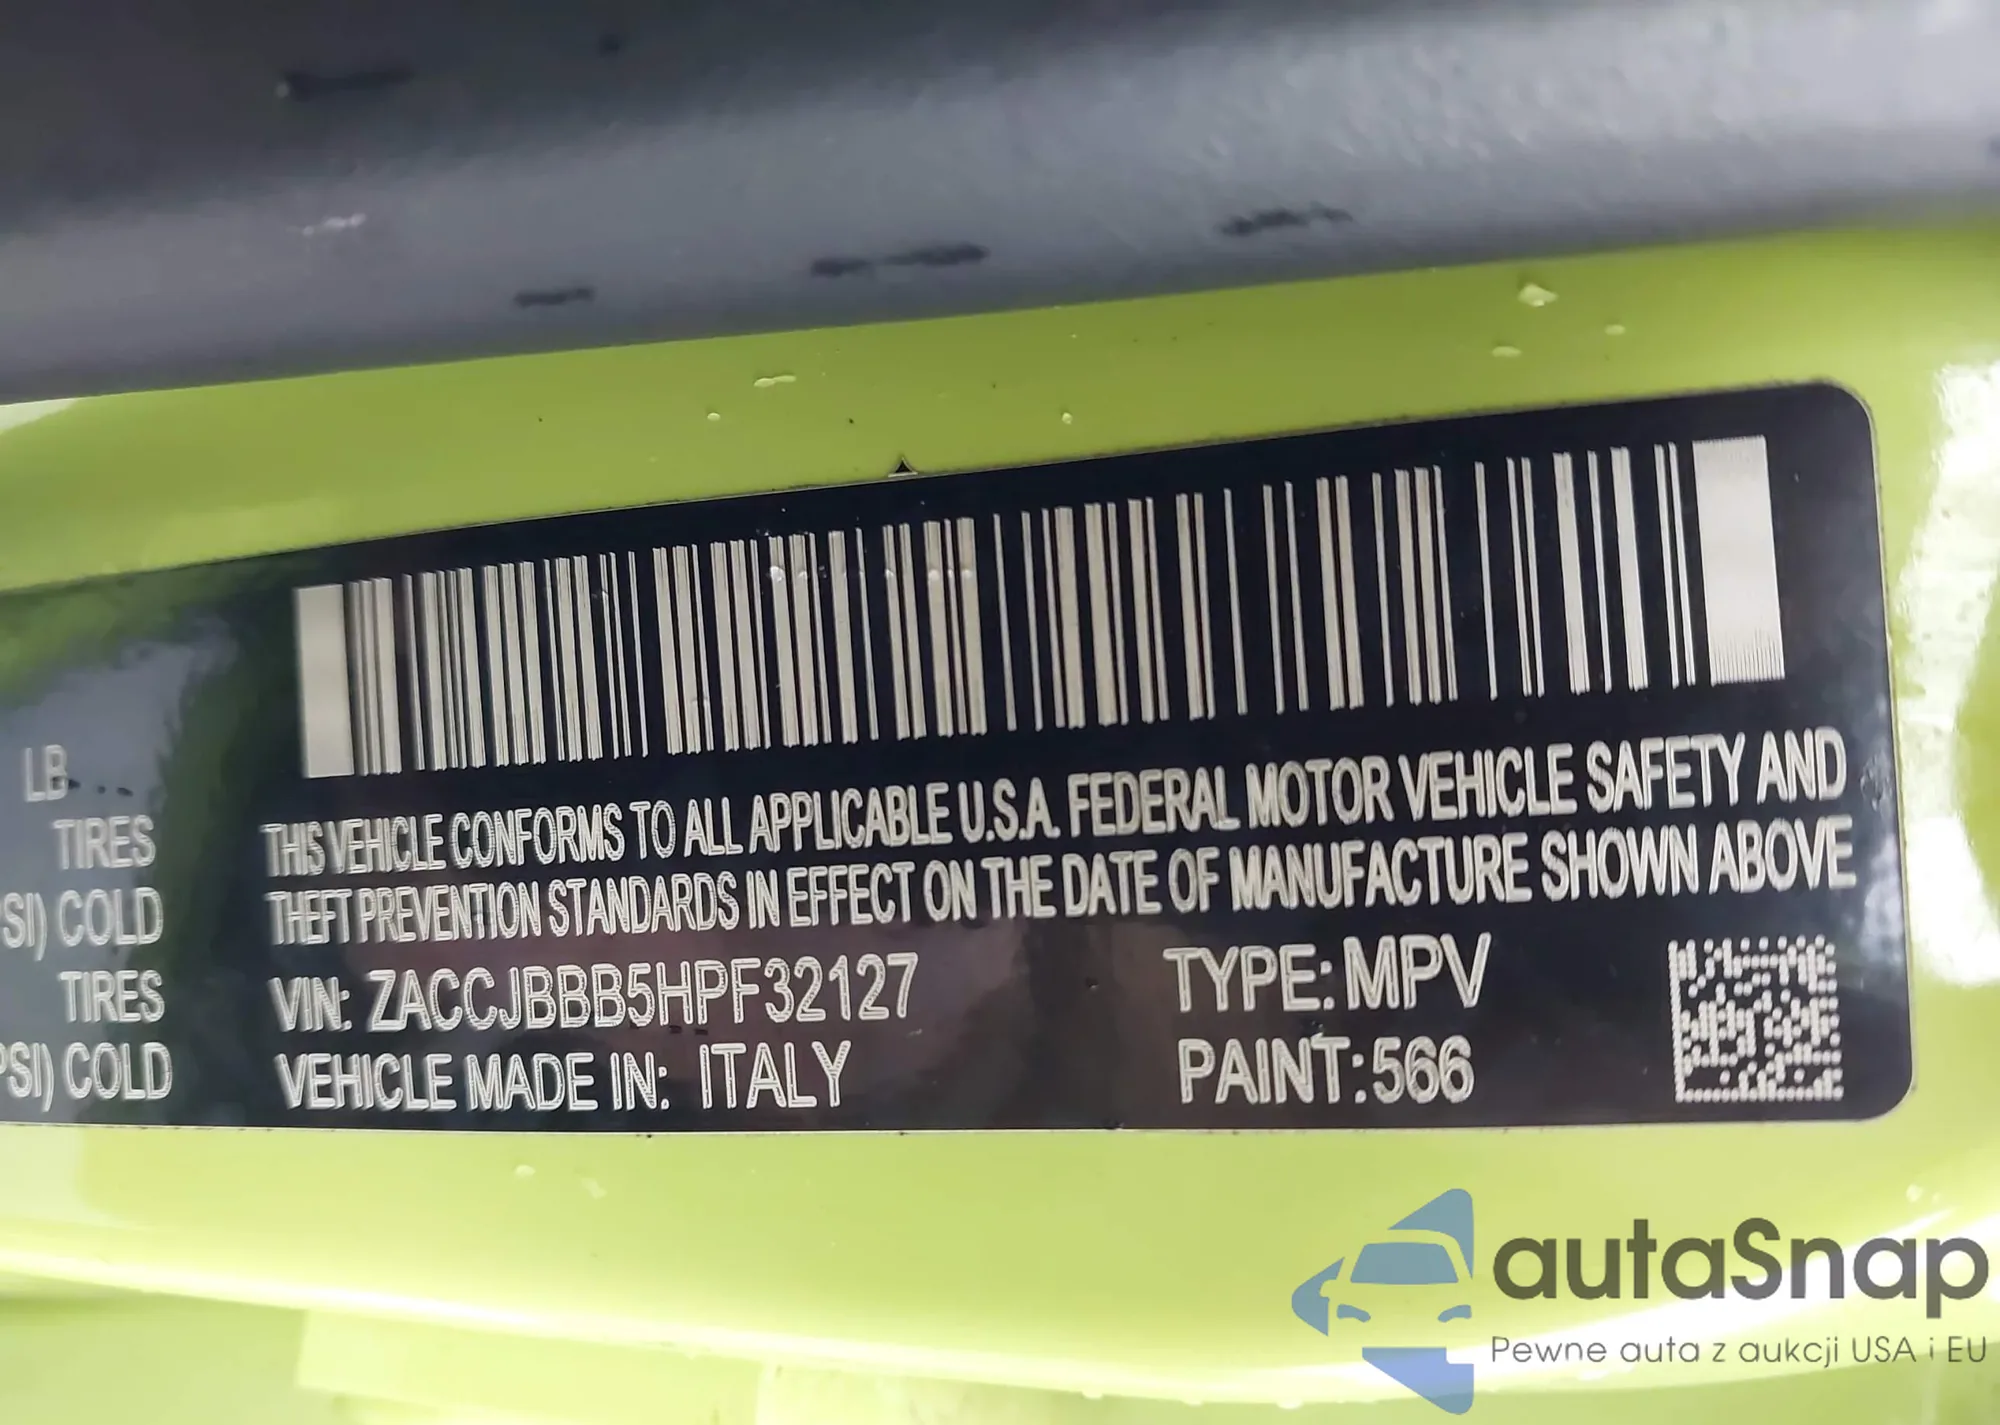 LB
TIRES
SI) COLD
TIRES
PSI) COLD
THIS VEHICLE CONFORMS TO ALL APPLICABLE U.S.A. FEDERAL MOTOR VEHICLE SAFETY AND
THEFT PREVENTION STANDARDS IN EFFECT ON THE DATE OF MANUFACTURE SHOWN ABOVE
VIN: ZACCJBBB5HPF32127 TYPE: MPV
VEHICLE MADE IN: ITALY PAINT: 566
autaSnap
Pewne auta z aukcji USA i EU